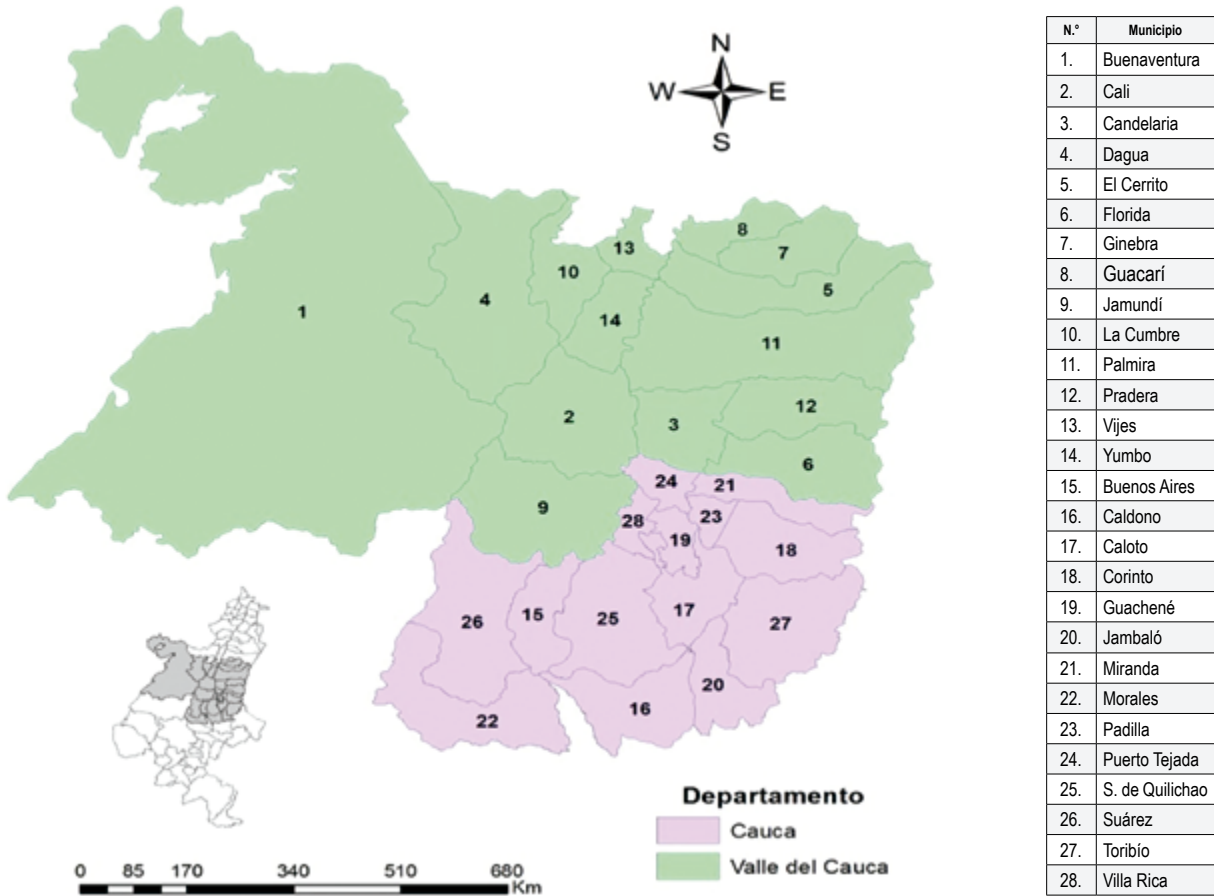 N
W E
S
8
13
7
10
5
4
1
14
11
12
2
3
6
24
21
9
28
23
19
18
26
15
25
17
27
20
16
22
Departamento
Cauca
Valle del Cauca
0 85 170 340 510 680
Km
N.° Municipio
1. Buenaventura
2. Cali
3. Candelaria
4. Dagua
5. El Cerrito
6. Florida
7. Ginebra
8. Guacarí
9. Jamundí
10. La Cumbre
11. Palmira
12. Pradera
13. Vijes
14. Yumbo
15. Buenos Aires
16. Caldono
17. Caloto
18. Corinto
19. Guachené
20. Jambaló
21. Miranda
22. Morales
23. Padilla
24. Puerto Tejada
25. S. de Quilichao
26. Suárez
27. Toribío
28. Villa Rica